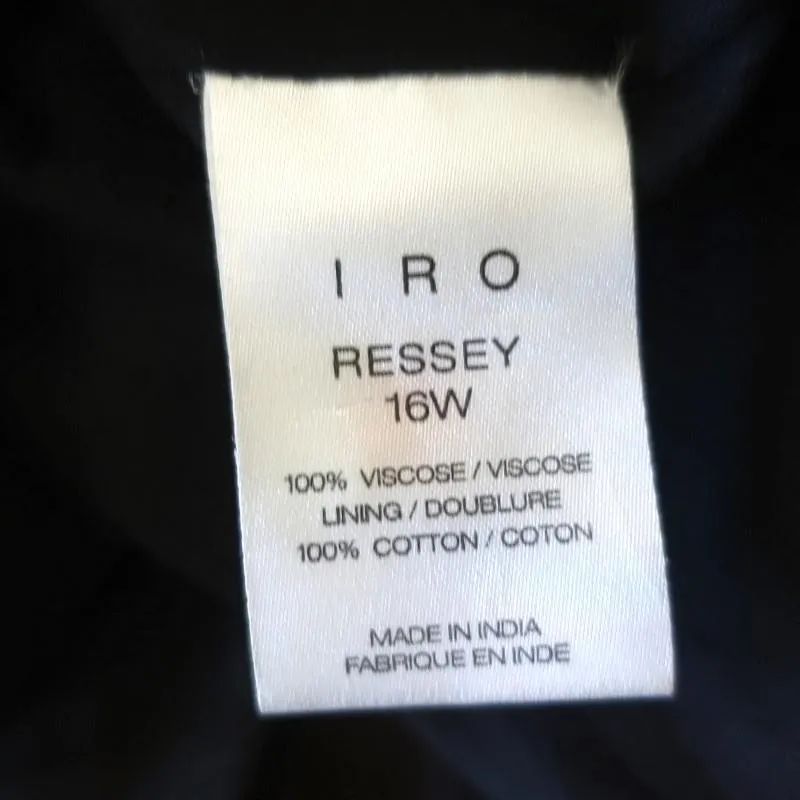 I R O
RESSEY
16W
100% VISCOSE / VISCOSE
LINING / DOUBLURE
100% COTTON / COTON
MADE IN INDIA
FABRIQUE EN INDE